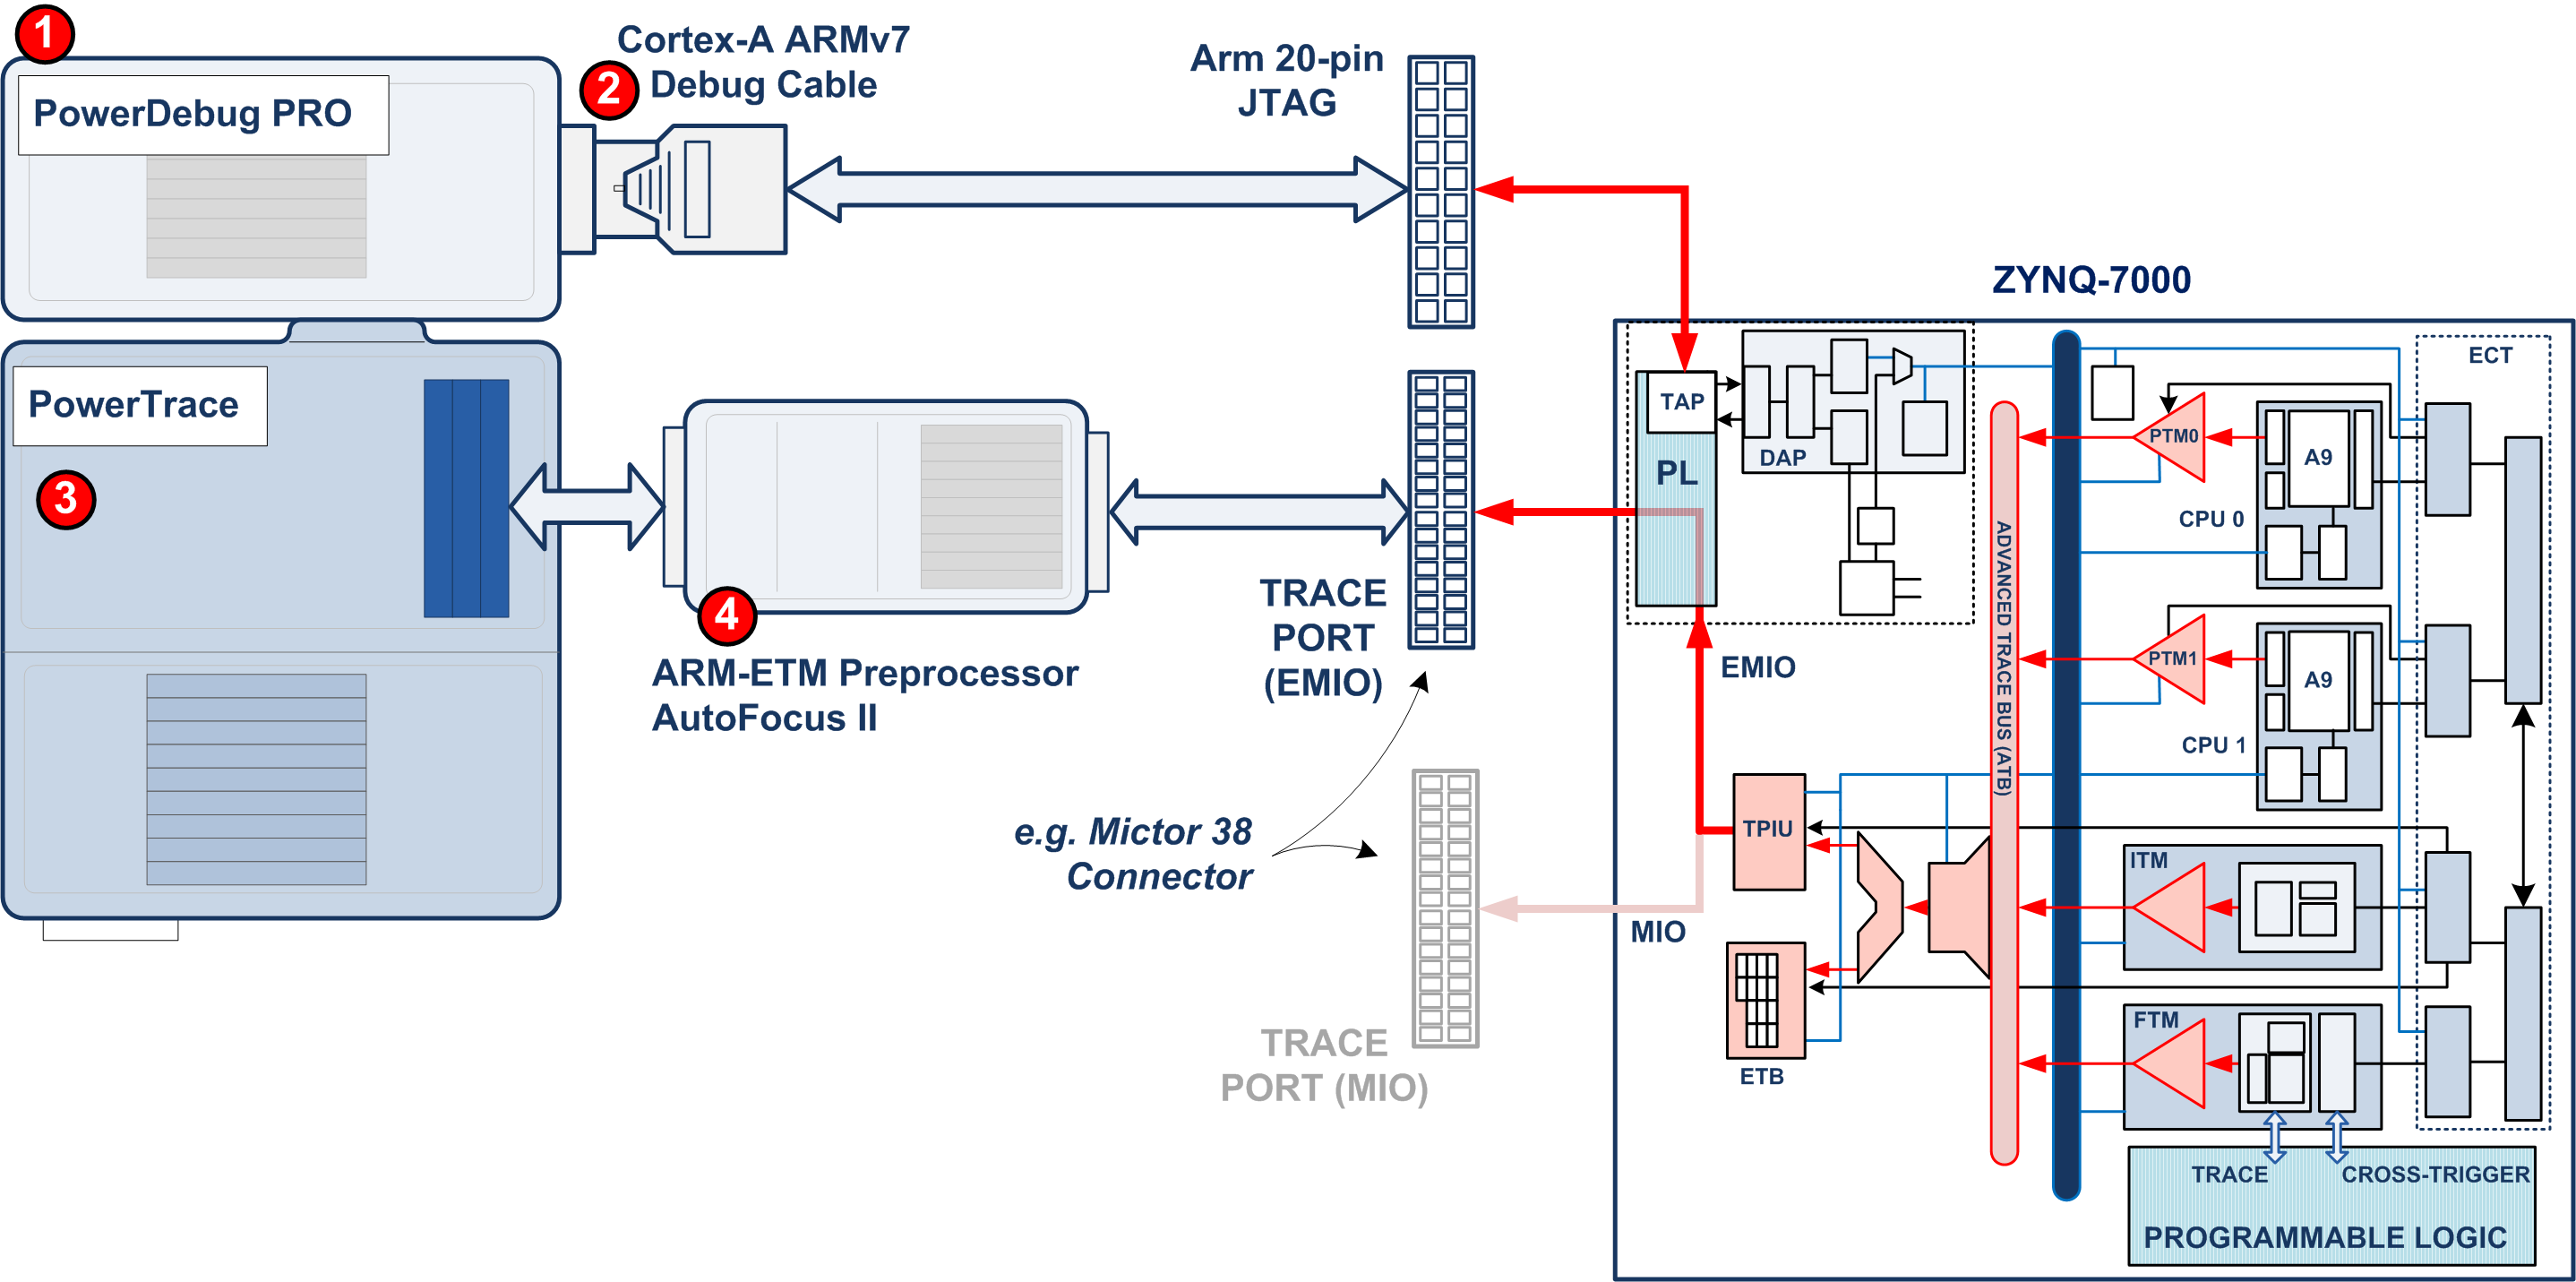 1
PowerDebug PRO
2
Cortex-A ARMv7
Debug Cable
Arm 20-pin
JTAG
PowerTrace
3
4
ARM-ETM Preprocessor
AutoFocus II
TRACE
PORT
(EMIO)
e.g. Mictor 38
Connector
TRACE
PORT (MIO)
ZYNQ-7000
TAP
PL
DAP
EMIO
MIO
TPIU
ETB
ADVANCED TRACE BUS (ATB)
ECT
PTM0
A9
CPU 0
PTM1
A9
CPU 1
ITM
FTM
TRACE
CROSS-TRIGGER
PROGRAMMABLE LOGIC